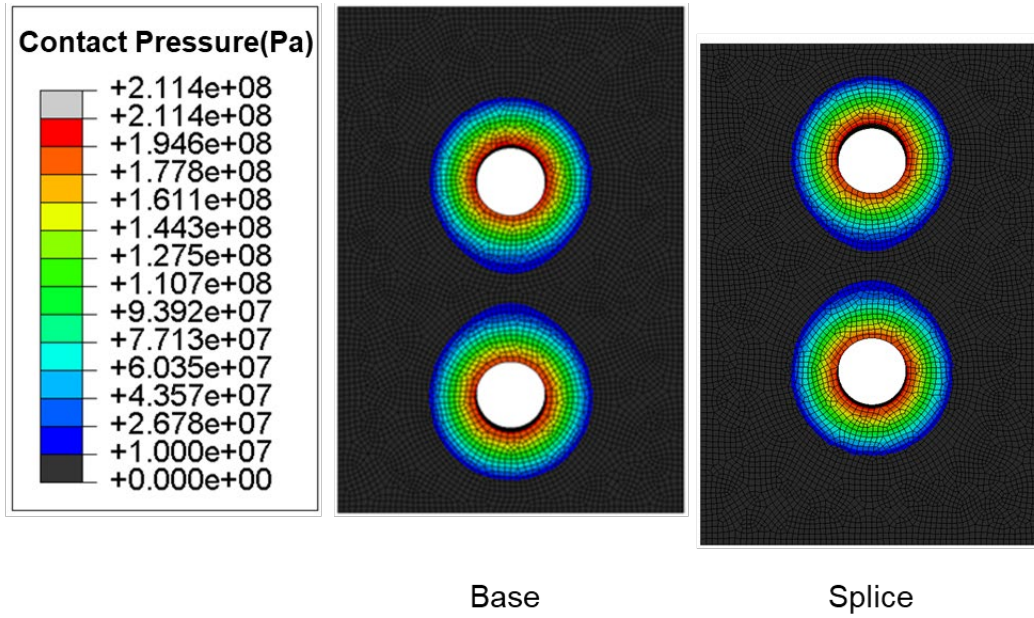 Contact Pressure(Pa)
+2.114e+08
+2.114e+08
+1.946e+08
+1.778e+08
+1.611e+08
+1.443e+08
+1.275e+08
+1.107e+08
+9.392e+07
+7.713e+07
+6.035e+07
+4.357e+07
+2.678e+07
+1.000e+07
+0.000e+00
Base
Splice